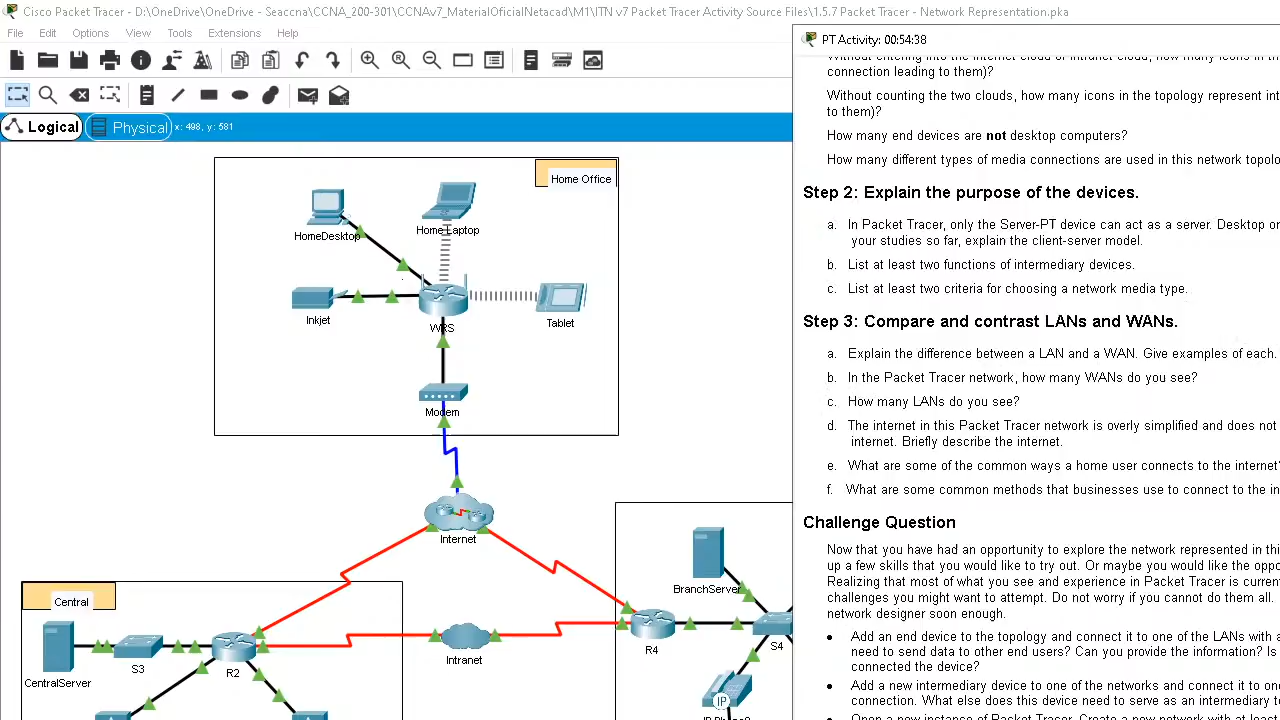 Cisco Packet Tracer - D:\OneDrive\OneDrive - Seaccna\CCNA_200-301\CCNAv7_MaterialOficialNetacad\M1\ITN v7 Packet Tracer Activity Source Files\1.5.7 Packet Tracer - Network Representation.pka
File Edit Options View Tools Extensions Help
PT Activity: 00:54:38
connection leading to them)?
Without counting the two clouds, how many icons in the topology represent int
to them)?
How many end devices are not desktop computers?
How many different types of media connections are used in this network topolo
Step 2: Explain the purpose of the devices.
a. In Packet Tracer, only the Server-PT device can act as a server. Desktop or
your studies so far, explain the client-server model.
b. List at least two functions of intermediary devices.
c. List at least two criteria for choosing a network media type.
Step 3: Compare and contrast LANs and WANs.
a. Explain the difference between a LAN and a WAN. Give examples of each.
b. In the Packet Tracer network, how many WANs do you see?
c. How many LANs do you see?
d. The internet in this Packet Tracer network is overly simplified and does not
internet. Briefly describe the internet.
e. What are some of the common ways a home user connects to the internet?
f. What are some common methods that businesses use to connect to the in
Challenge Question
Now that you have had an opportunity to explore the network represented in thi
up a few skills that you would like to try out. Or maybe you would like the oppo
Realizing that most of what you see and experience in Packet Tracer is current
challenges you might want to attempt. Do not worry if you cannot do them all.
network designer soon enough.
• Add an end device to the topology and connect it to one of the LANs with a
need to send data to other end users? Can you provide the information? Is
connected the device?
• Add a new intermediary device to one of the networks and connect it to one
connection. What else does this device need to serve as an intermediary t
Logical
Physical
x: 498, y: 581
Home Office
HomeDesktop
Home Laptop
Inkjet
WRS
Tablet
Modem
Internet
Central
CentralServer
S3
R2
Intranet
BranchServer
R4
S4
IP